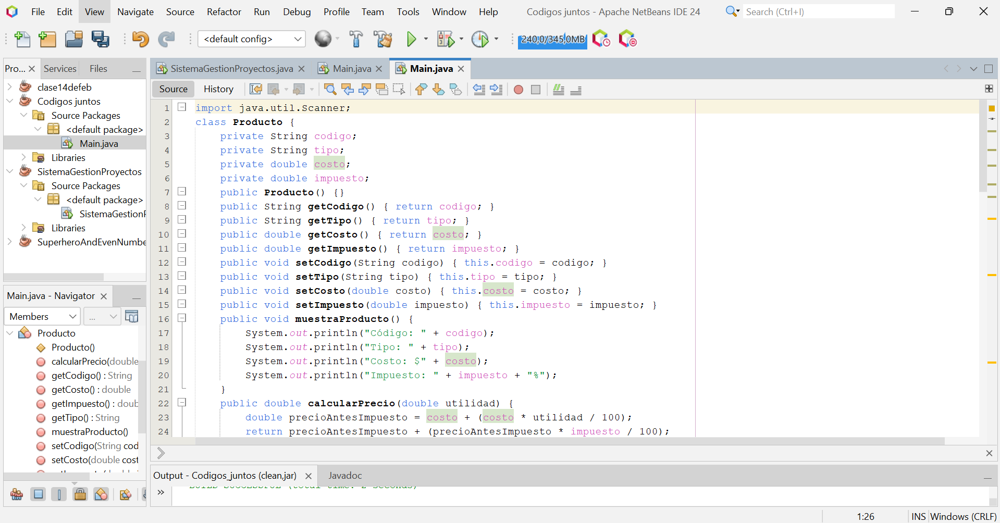 File Edit View Navigate Source Refactor Run Debug Profile Team Tools Window Help Codigos juntos - Apache NetBeans IDE 24 Search (Ctrl+I)
<default config> 240,0/345,0MB
Pro... Services Files
clase14defeb
Codigos juntos
Source Packages
<default package>
Main.java
Libraries
SistemaGestionProyectos
Source Packages
<default package>
SistemaGestionP
Libraries
SuperheroAndEvenNumbe
Main.java - Navigator
Members ...
Producto
Producto()
calcularPrecio(double
getCodigo() : String
getCosto() : double
getImpuesto() : doub
getTipo() : String
muestraProducto()
setCodigo(String cod
setCosto(double cost
SistemaGestionProyectos.java Main.java Main.java
Source History
1 import java.util.Scanner;
2 class Producto {
3 private String codigo;
4 private String tipo;
5 private double costo;
6 private double impuesto;
7 public Producto() {}
8 public String getCodigo() { return codigo; }
9 public String getTipo() { return tipo; }
10 public double getCosto() { return costo; }
11 public double getImpuesto() { return impuesto; }
12 public void setCodigo(String codigo) { this.codigo = codigo; }
13 public void setTipo(String tipo) { this.tipo = tipo; }
14 public void setCosto(double costo) { this.costo = costo; }
15 public void setImpuesto(double impuesto) { this.impuesto = impuesto; }
16 public void muestraProducto() {
17 System.out.println("Código: " + codigo);
18 System.out.println("Tipo: " + tipo);
19 System.out.println("Costo: $" + costo);
20 System.out.println("Impuesto: " + impuesto + "%");
21 }
22 public double calcularPrecio(double utilidad) {
23 double precioAntesImpuesto = costo + (costo * utilidad / 100);
24 return precioAntesImpuesto + (precioAntesImpuesto * impuesto / 100);
Output - Codigos_juntos (clean,jar) Javadoc
BUILD SUCCESSFUL (total time: 2 seconds)
1:26 INS Windows (CRLF)